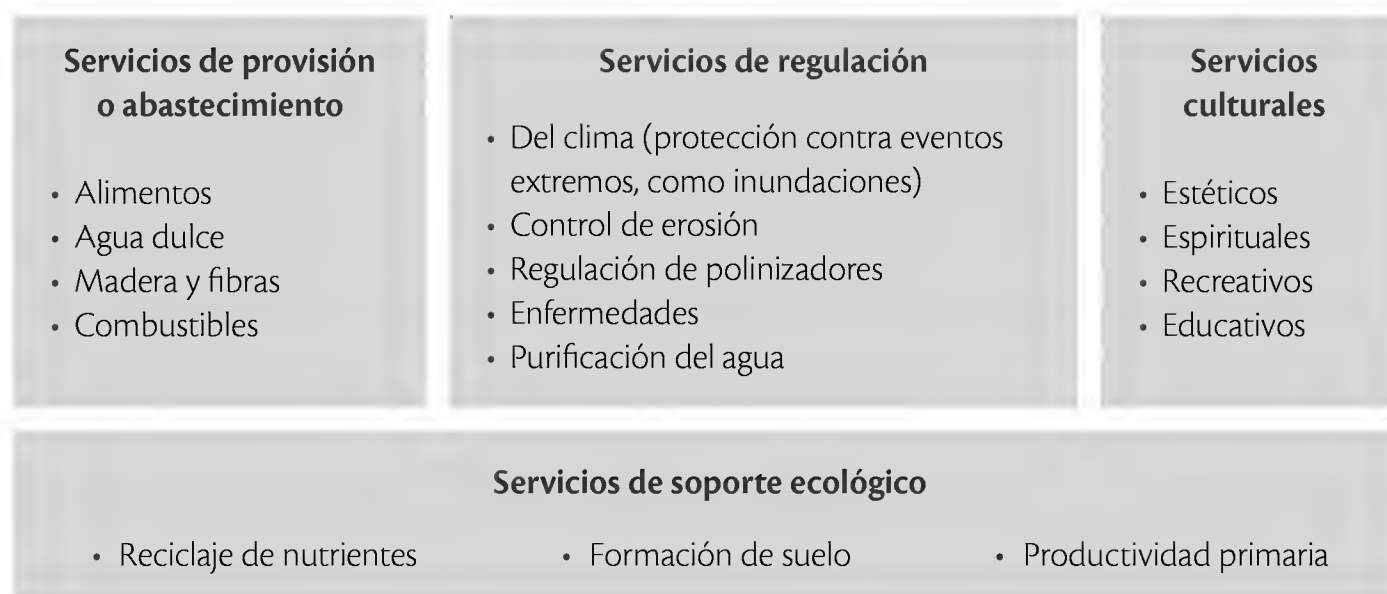 Servicios de provisión
o abastecimiento
• Alimentos
• Agua dulce
• Madera y fibras
• Combustibles
Servicios de regulación
• Del clima (protección contra eventos
extremos, como inundaciones)
• Control de erosión
• Regulación de polinizadores
• Enfermedades
• Purificación del agua
Servicios
culturales
• Estéticos
• Espirituales
• Recreativos
• Educativos
Servicios de soporte ecológico
• Reciclaje de nutrientes • Formación de suelo • Productividad primaria